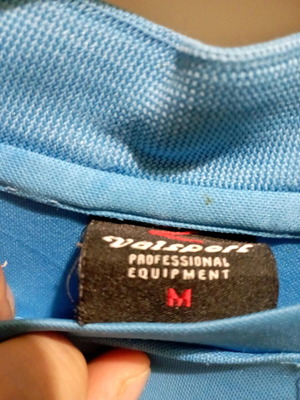 Valsport
PROFESSIONAL
EQUIPMENT
M